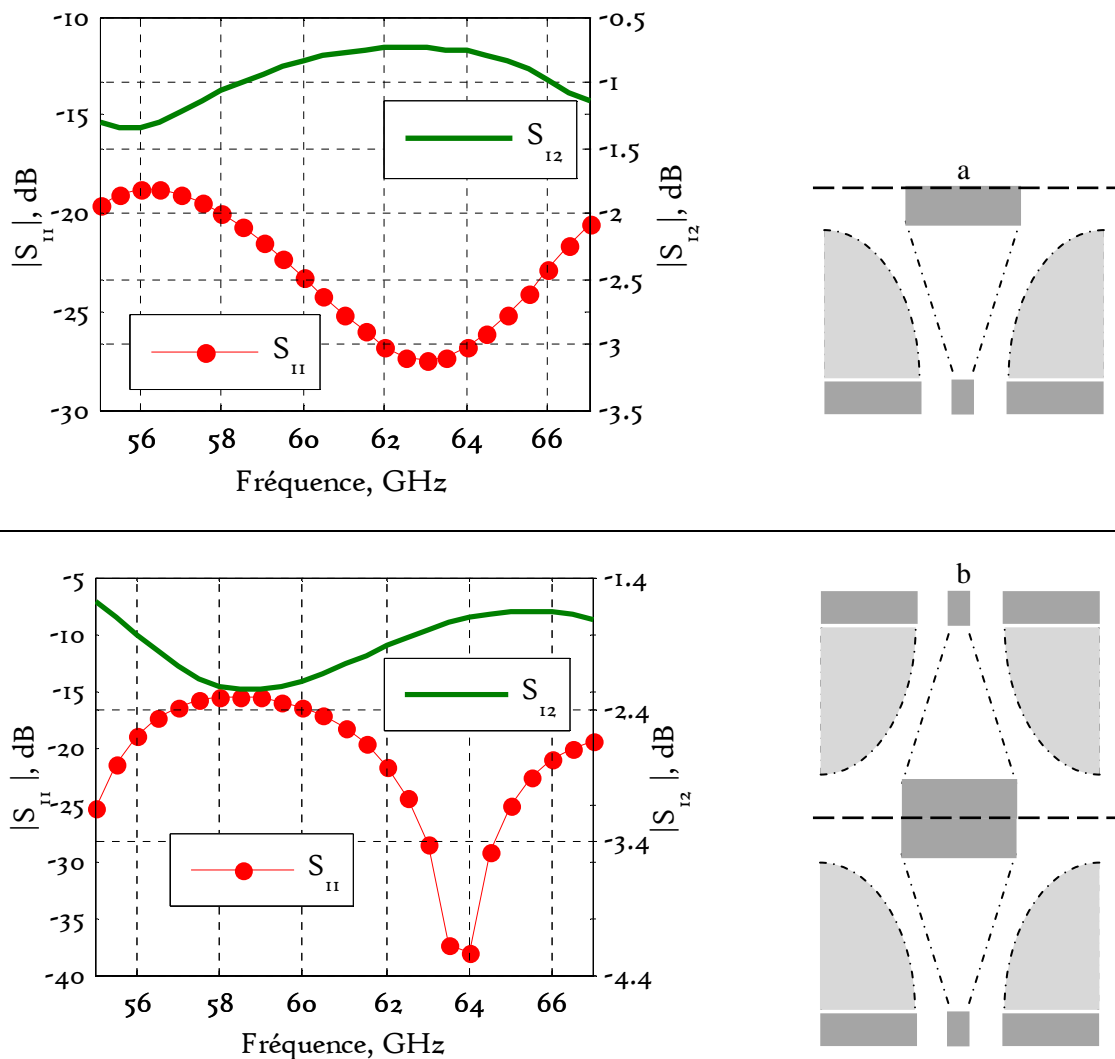 -10
-15
-20
-25
-30
|S11|, dB
S12
S11
-0.5
-1
-1.5
-2
-2.5
-3
-3.5
|S12|, dB
56 58 60 62 64 66
Fréquence, GHz
a
-5
-10
-15
-20
-25
-30
-35
-40
|S11|, dB
S12
S11
-1.4
-2.4
-3.4
-4.4
|S12|, dB
56 58 60 62 64 66
Fréquence, GHz
b